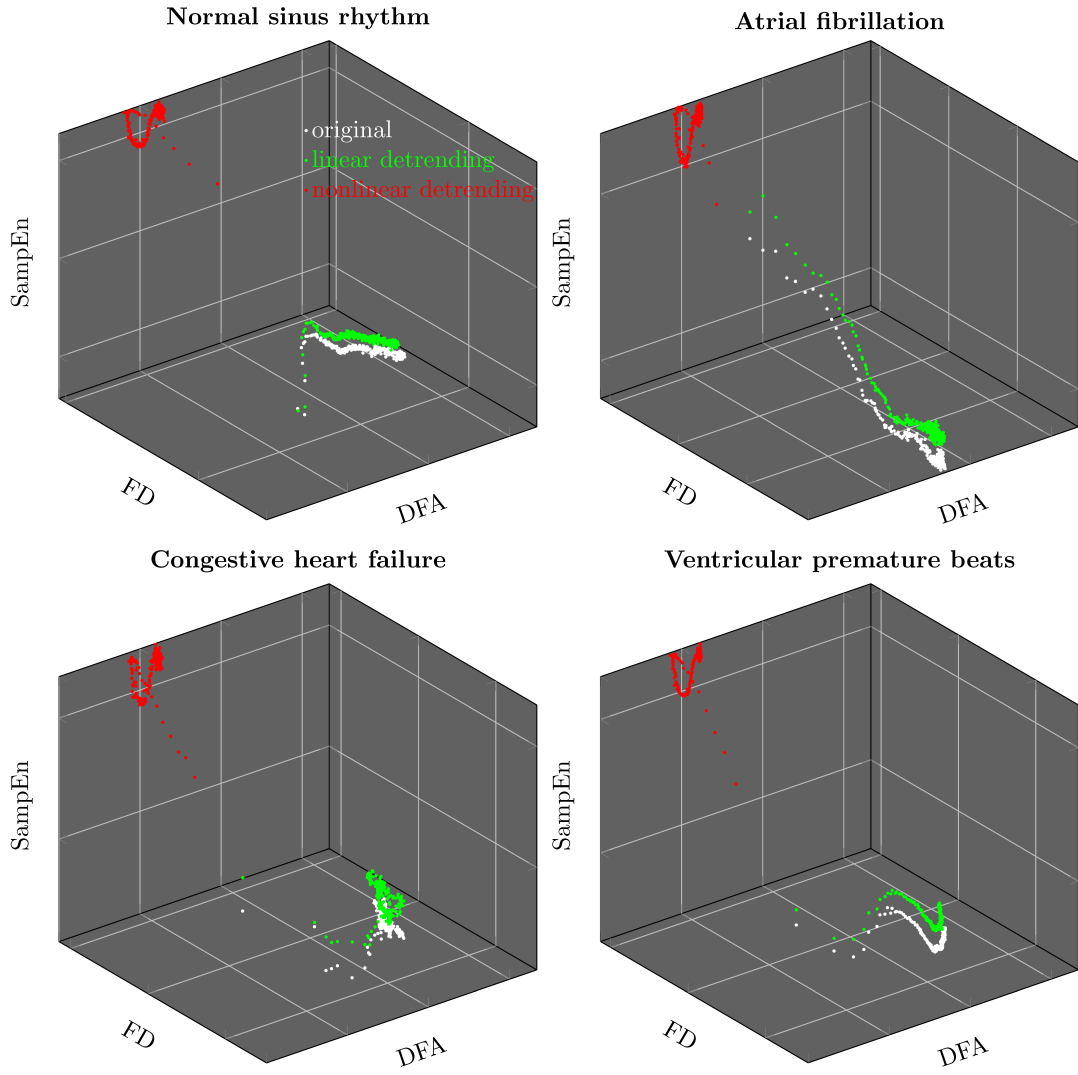 Normal sinus rhythm
Atrial fibrillation
original
linear detrending
nonlinear detrending
SampEn
FD
DFA
SampEn
FD
DFA
Congestive heart failure
Ventricular premature beats
SampEn
FD
DFA
SampEn
FD
DFA